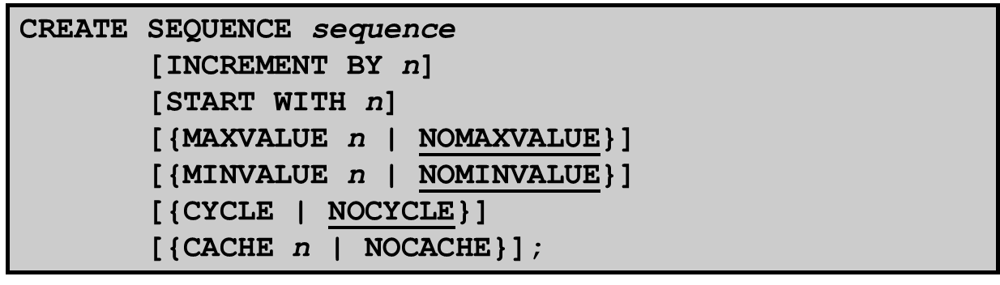 CREATE SEQUENCE sequence
[INCREMENT BY n]
[START WITH n]
[{MAXVALUE n | NOMAXVALUE}]
[{MINVALUE n | NOMINVALUE}]
[{CYCLE | NOCYCLE}]
[{CACHE n | NOCACHE}];